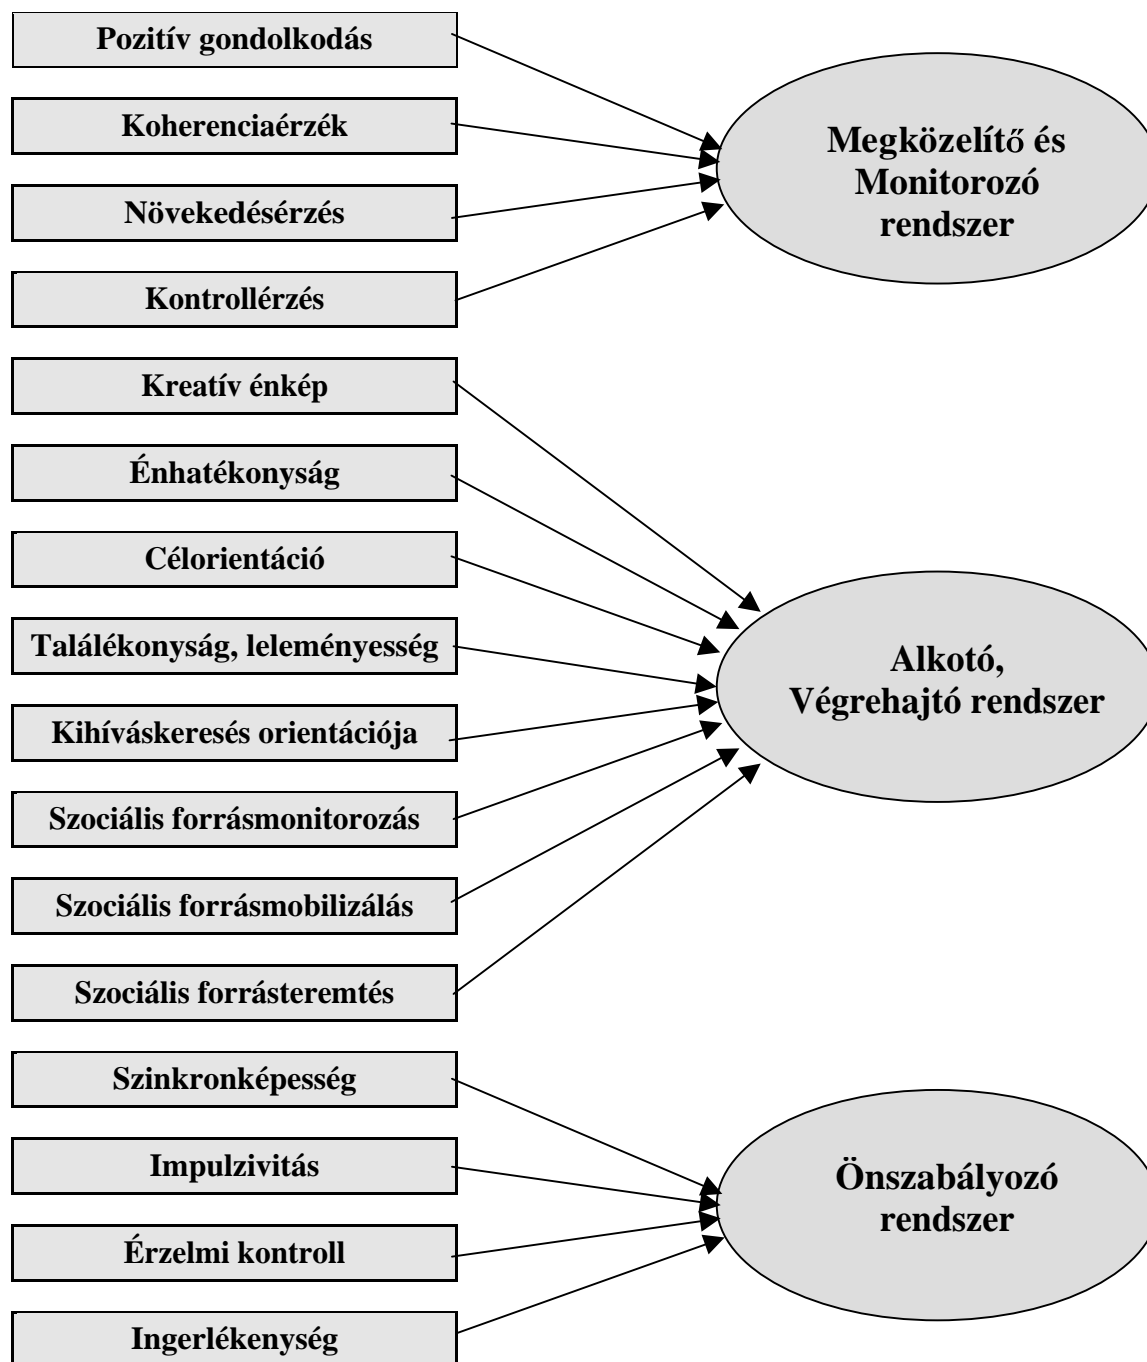 Pozitív gondolkodás
Koherenciaérzék
Növekedésérzés
Kontrollérzés
Megközelítő és
Monitorozó
rendszer
Kreatív énkép
Énhatékonyság
Célorientáció
Találékonyság, leleményesség
Kihíváskeresés orientációja
Szociális forrásmonitorozás
Szociális forrásmobilizálás
Szociális forrásteremtés
Alkotó,
Végrehajtó rendszer
Szinkronképesség
Impulzivitás
Érzelmi kontroll
Ingerlékenység
Önszabályozó
rendszer